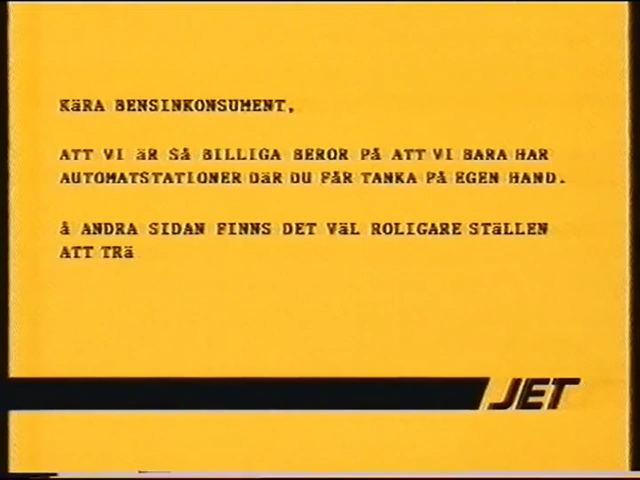 KäRA BENSINKONSUMENT,
ATT VI äR Så BILLIGA BEROR På ATT VI BARA HAR
AUTOMATSTATIONER DäR DU FåR TANKA På EGEN HAND.
å ANDRA SIDAN FINNS DET VäL ROLIGARE STäLLEN
ATT TRä
JET